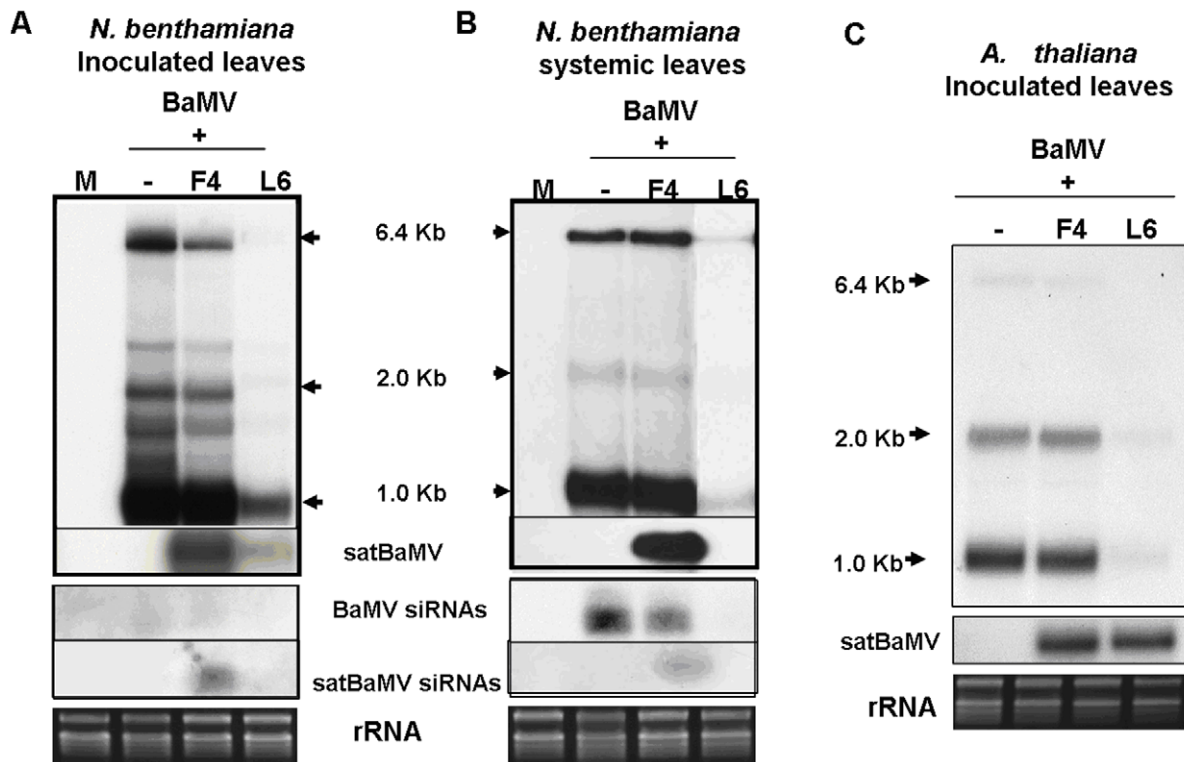 A
N. benthamiana
Inoculated leaves
BaMV
+
M - F4 L6
B
N. benthamiana
systemic leaves
BaMV
+
M - F4 L6
C
A. thaliana
Inoculated leaves
BaMV
+
- F4 L6
6.4 Kb
2.0 Kb
1.0 Kb
satBaMV
BaMV siRNAs
satBaMV siRNAs
rRNA
6.4 Kb
2.0 Kb
1.0 Kb
satBaMV
rRNA